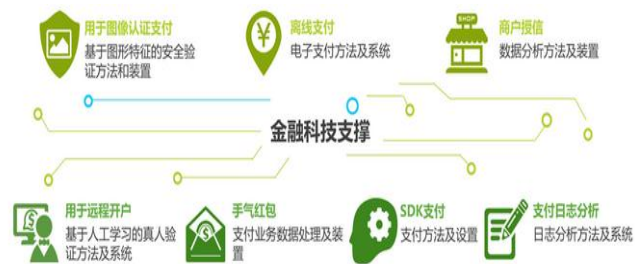 用于图像认证支付
基于图形特征的安全验
证方法和装置
离线支付
电子支付方法及系统
SHOP
商户授信
数据分析方法及装置
金融科技支撑
用于远程开户
基于人工学习的真人验
证方法及系统
手气红包
支付业务数据处理及装
置
SDK支付
支付方法及设置
支付日志分析
日志分析方法及系统